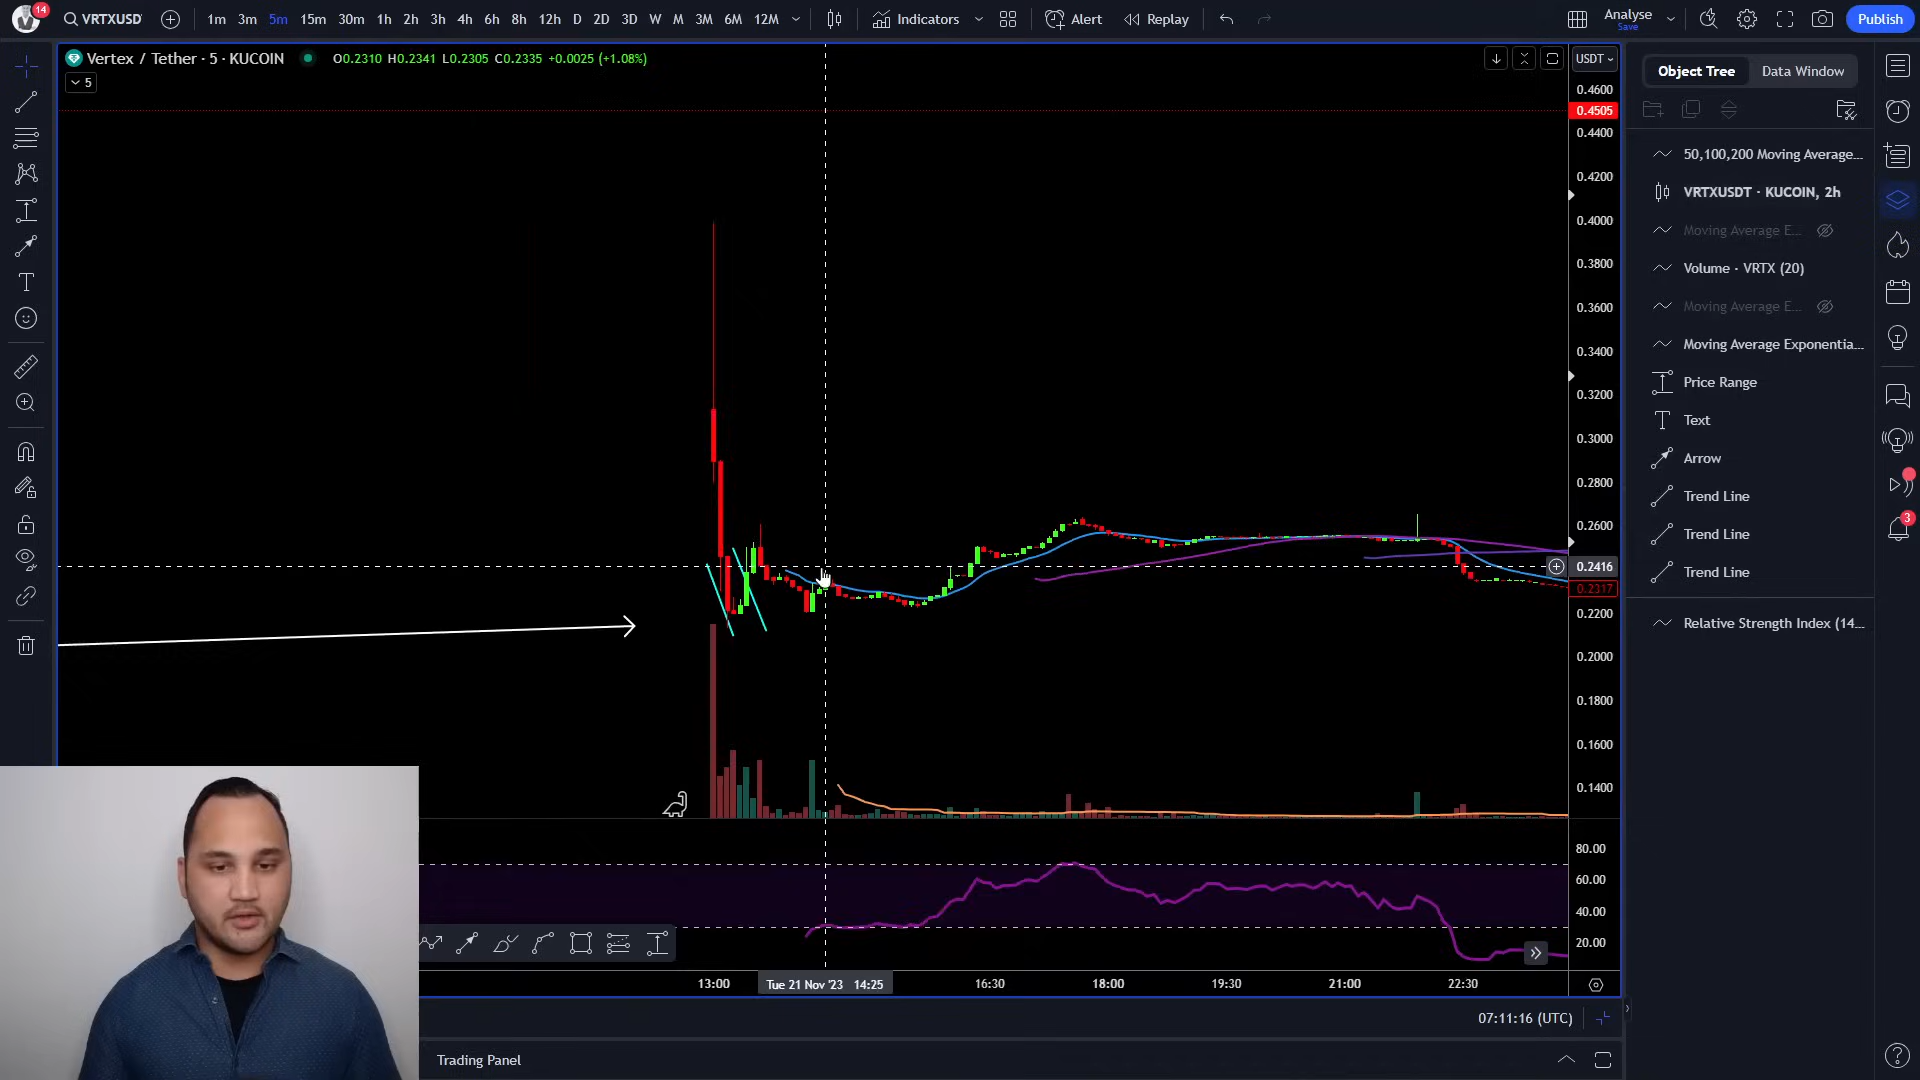 14
VRTXUSD
1m 3m 5m 15m 30m 1h 2h 3h 4h 6h 8h 12h D 2D 3D W M 3M 6M 12M
Indicators
Alert
Replay
Analyse
Save
Publish
Vertex / Tether · 5 · KUCOIN
O0.2310 H0.2341 L0.2305 C0.2335 +0.0025 (+1.08%)
5
USDT
0.4600
0.4505
0.4400
0.4200
0.4000
0.3800
0.3600
0.3400
0.3200
0.3000
0.2800
0.2600
0.2416
0.2317
0.2200
0.2000
0.1800
0.1600
0.1400
80.00
60.00
40.00
20.00
13:00
Tue 21 Nov '23 14:25
16:30
18:00
19:30
21:00
22:30
07:11:16 (UTC)
Trading Panel
Object Tree
Data Window
50,100,200 Moving Average...
VRTXUSDT · KUCOIN, 2h
Moving Average E...
Volume · VRTX (20)
Moving Average E...
Moving Average Exponentia...
Price Range
Text
Arrow
Trend Line
Trend Line
Trend Line
Relative Strength Index (14...
3